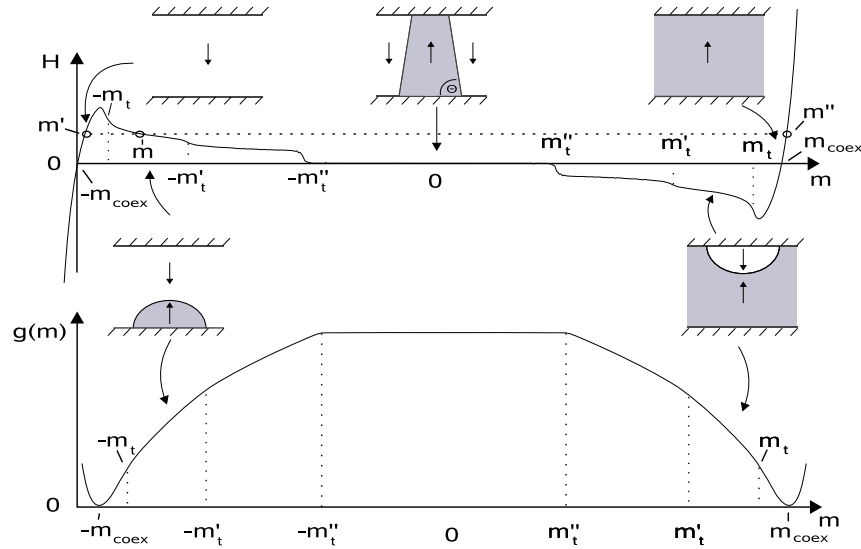 H
Θ
-m_t
m'
m"
m
m"_t
m'_t
m_t
m_coex
0
-m'_t
-m"_t
0
m
-m_coex
g(m)
-m_t
m_t
0
-m_coex
-m'_t
-m"_t
0
m"_t
m'_t
m_coex
m